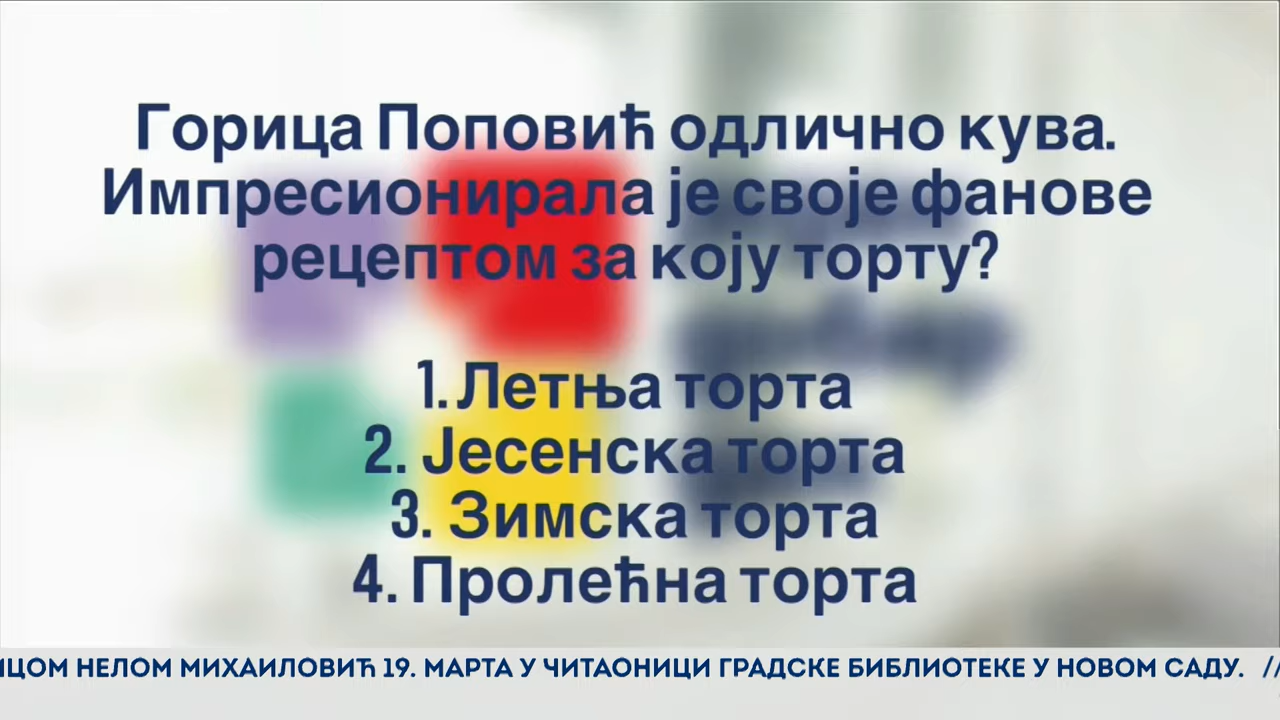 Горица Поповић одлично кува.
Импресионирала је своје фанове
рецептом за коју торту?
1. Летња торта
2. Јесенска торта
3. Зимска торта
4. Пролећна торта
НЕЛОМ МИХАИЛОВИЋ 19. МАРТА У ЧИТАОНИЦИ ГРАДСКЕ БИБЛИОТЕКЕ У НОВОМ САДУ. //